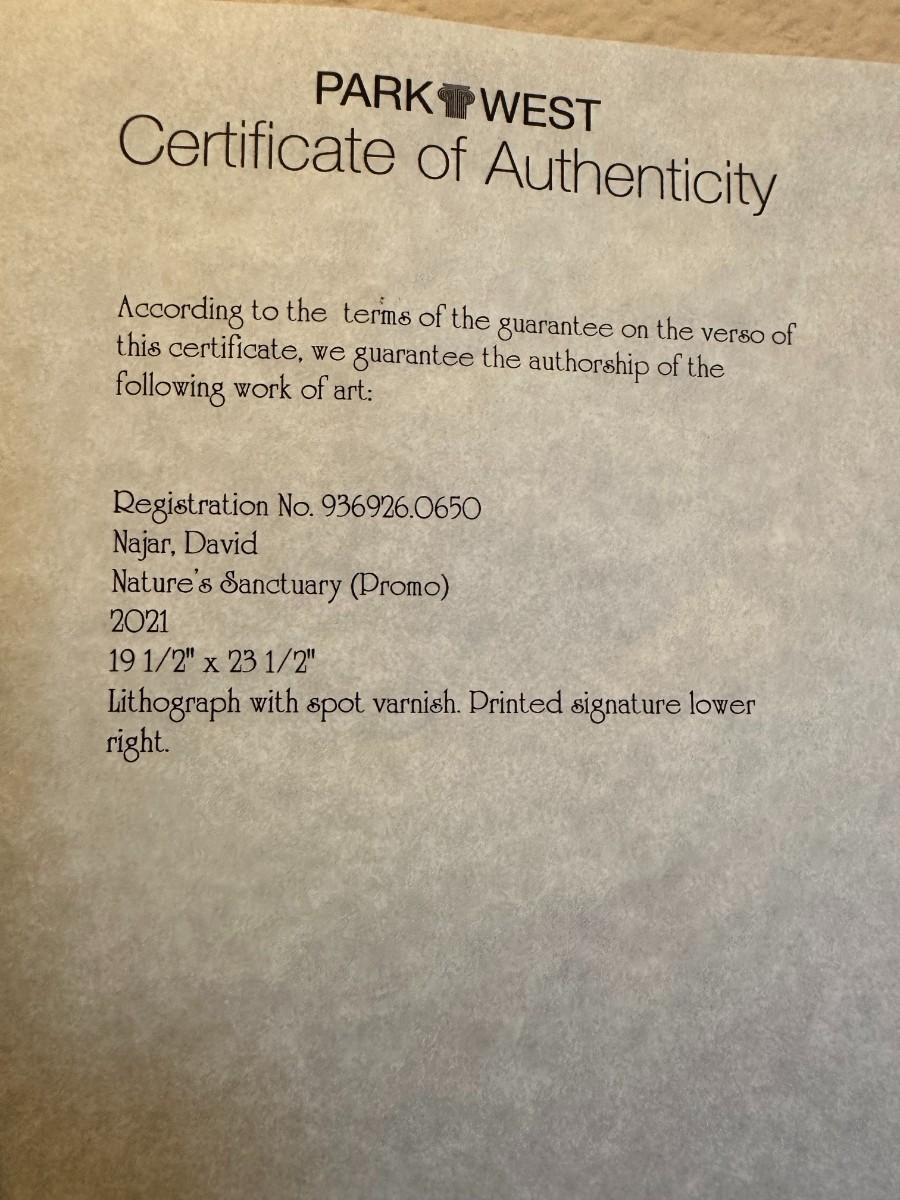 PARK WEST
Certificate of Authenticity
According to the terms of the guarantee on the verso of
this certificate, we guarantee the authorship of the
following work of art:
Registration No. 936926.0650
Najar, David
Nature's Sanctuary (Promo)
2021
19 1/2" x 23 1/2"
Lithograph with spot varnish. Printed signature lower
right.